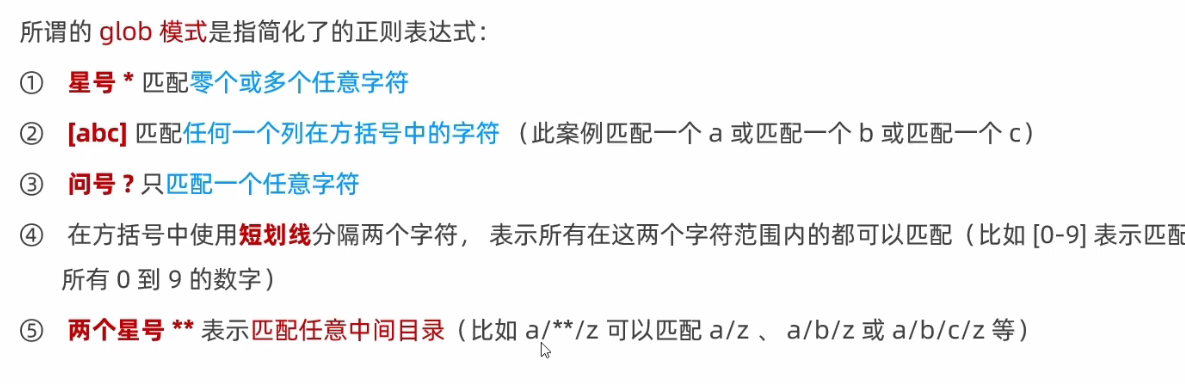 所谓的 glob 模式是指简化了的正则表达式：
① 星号 * 匹配零个或多个任意字符
② [abc] 匹配任何一个列在方括号中的字符 （此案例匹配一个 a 或匹配一个 b 或匹配一个 c）
③ 问号 ? 只匹配一个任意字符
④ 在方括号中使用短划线分隔两个字符， 表示所有在这两个字符范围内的都可以匹配（比如 [0-9] 表示匹配
所有 0 到 9 的数字）
⑤ 两个星号 ** 表示匹配任意中间目录（比如 a/**/z 可以匹配 a/z 、 a/b/z 或 a/b/c/z 等）